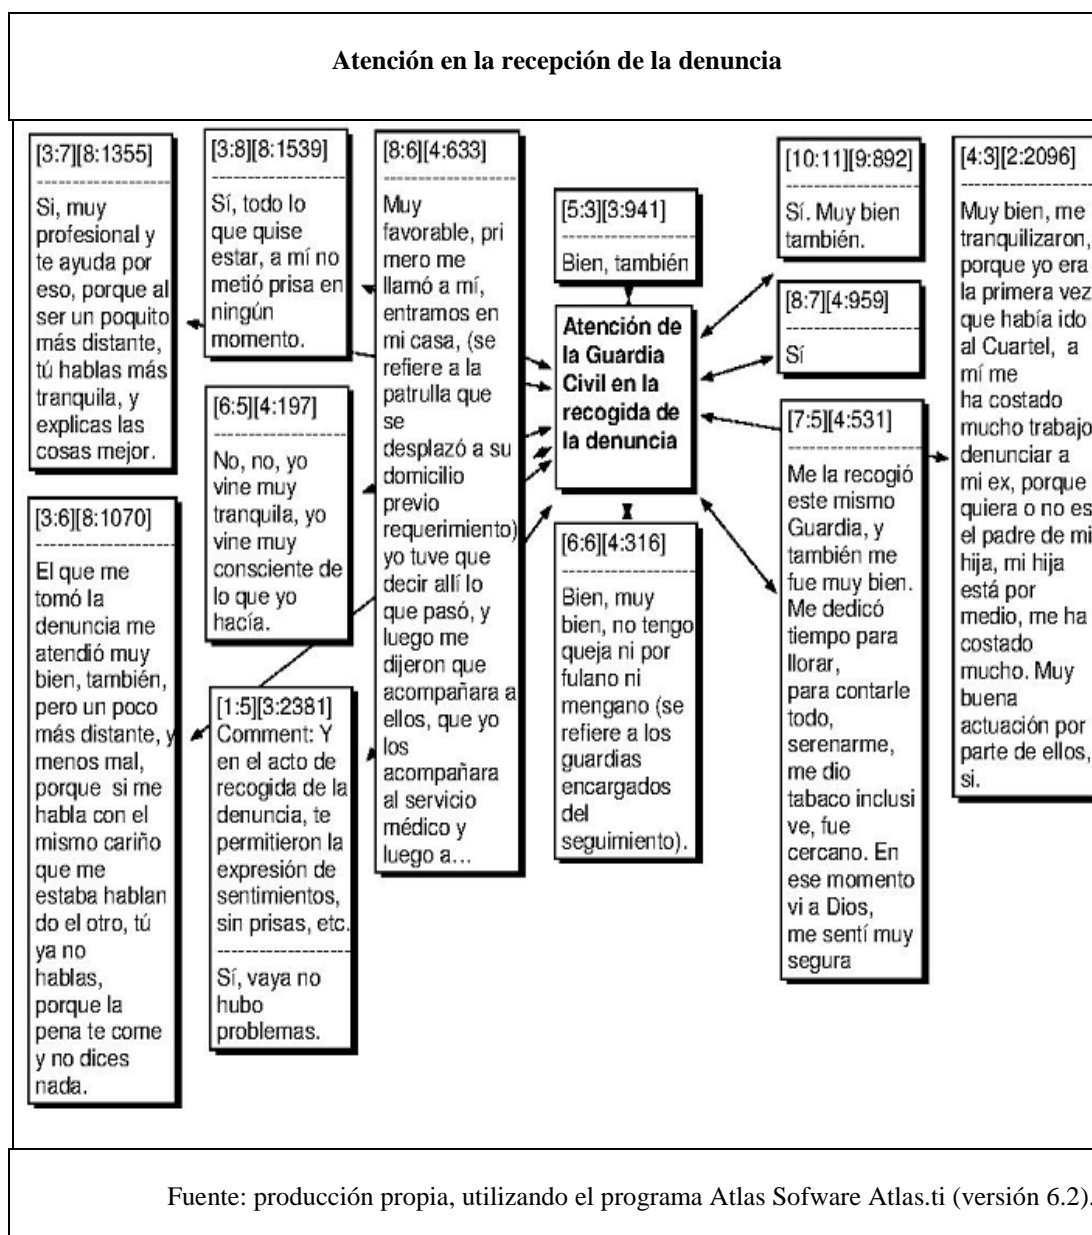 Atención en la recepción de la denuncia
[3:7][8:1355]
Si, muy
profesional y
te ayuda por
eso, porque al
ser un poquito
más distante,
tú hablas más
tranquila, y
explicas las
cosas mejor.
[3:6][8:1070]
El que me
tomó la
denuncia me
atendió muy
bien, también,
pero un poco
más distante, y
menos mal,
porque si me
habla con el
mismo cariño
que me
estaba hablan
do el otro, tú
ya no
hablas,
porque la
pena te come
y no dices
nada.
[3:8][8:1539]
Sí, todo lo
que quise
estar, a mí no
metió prisa en
ningún
momento.
[6:5][4:197]
No, no, yo
vine muy
tranquila, yo
vine muy
consciente de
lo que yo
hacía.
[1:5][3:2381]
Comment: Y
en el acto de
recogida de la
denuncia, te
permitieron la
expresión de
sentimientos,
sin prisas, etc.
Sí, vaya no
hubo
problemas.
[8:6][4:633]
Muy
favorable, pri
mero me
llamó a mí,
entramos en
mi casa, (se
refiere a la
patrulla que
se
desplazó a su
domicilio
previo
requerimiento)
yo tuve que
decir allí lo
que pasó, y
luego me
dijeron que
acompañara a
ellos, que yo
los
acompañara
al servicio
médico y
luego a...
[5:3][3:941]
Bien, también
Atención de
la Guardia
Civil en la
recogida de
la denuncia
[6:6][4:316]
Bien, muy
bien, no tengo
queja ni por
fulano ni
mengano (se
refiere a los
guardias
encargados
del
seguimiento).
[10:11][9:892]
Sí. Muy bien
también.
[8:7][4:959]
Sí
[7:5][4:531]
Me la recogió
este mismo
Guardia, y
también me
fue muy bien.
Me dedicó
tiempo para
llorar,
para contarle
todo,
serenarme,
me dio
tabaco inclusi
ve, fue
cercano. En
ese momento
vi a Dios,
me sentí muy
segura
[4:3][2:2096]
Muy bien, me
tranquilizaron,
porque yo era
la primera vez
que había ido
al Cuartel, a
mí me
ha costado
mucho trabajo
denunciar a
mi ex, porque
quiera o no es
el padre de mi
hija, mi hija
está por
medio, me ha
costado
mucho. Muy
buena
actuación por
parte de ellos,
si.
Fuente: producción propia, utilizando el programa Atlas Sofware Atlas.ti (versión 6.2).